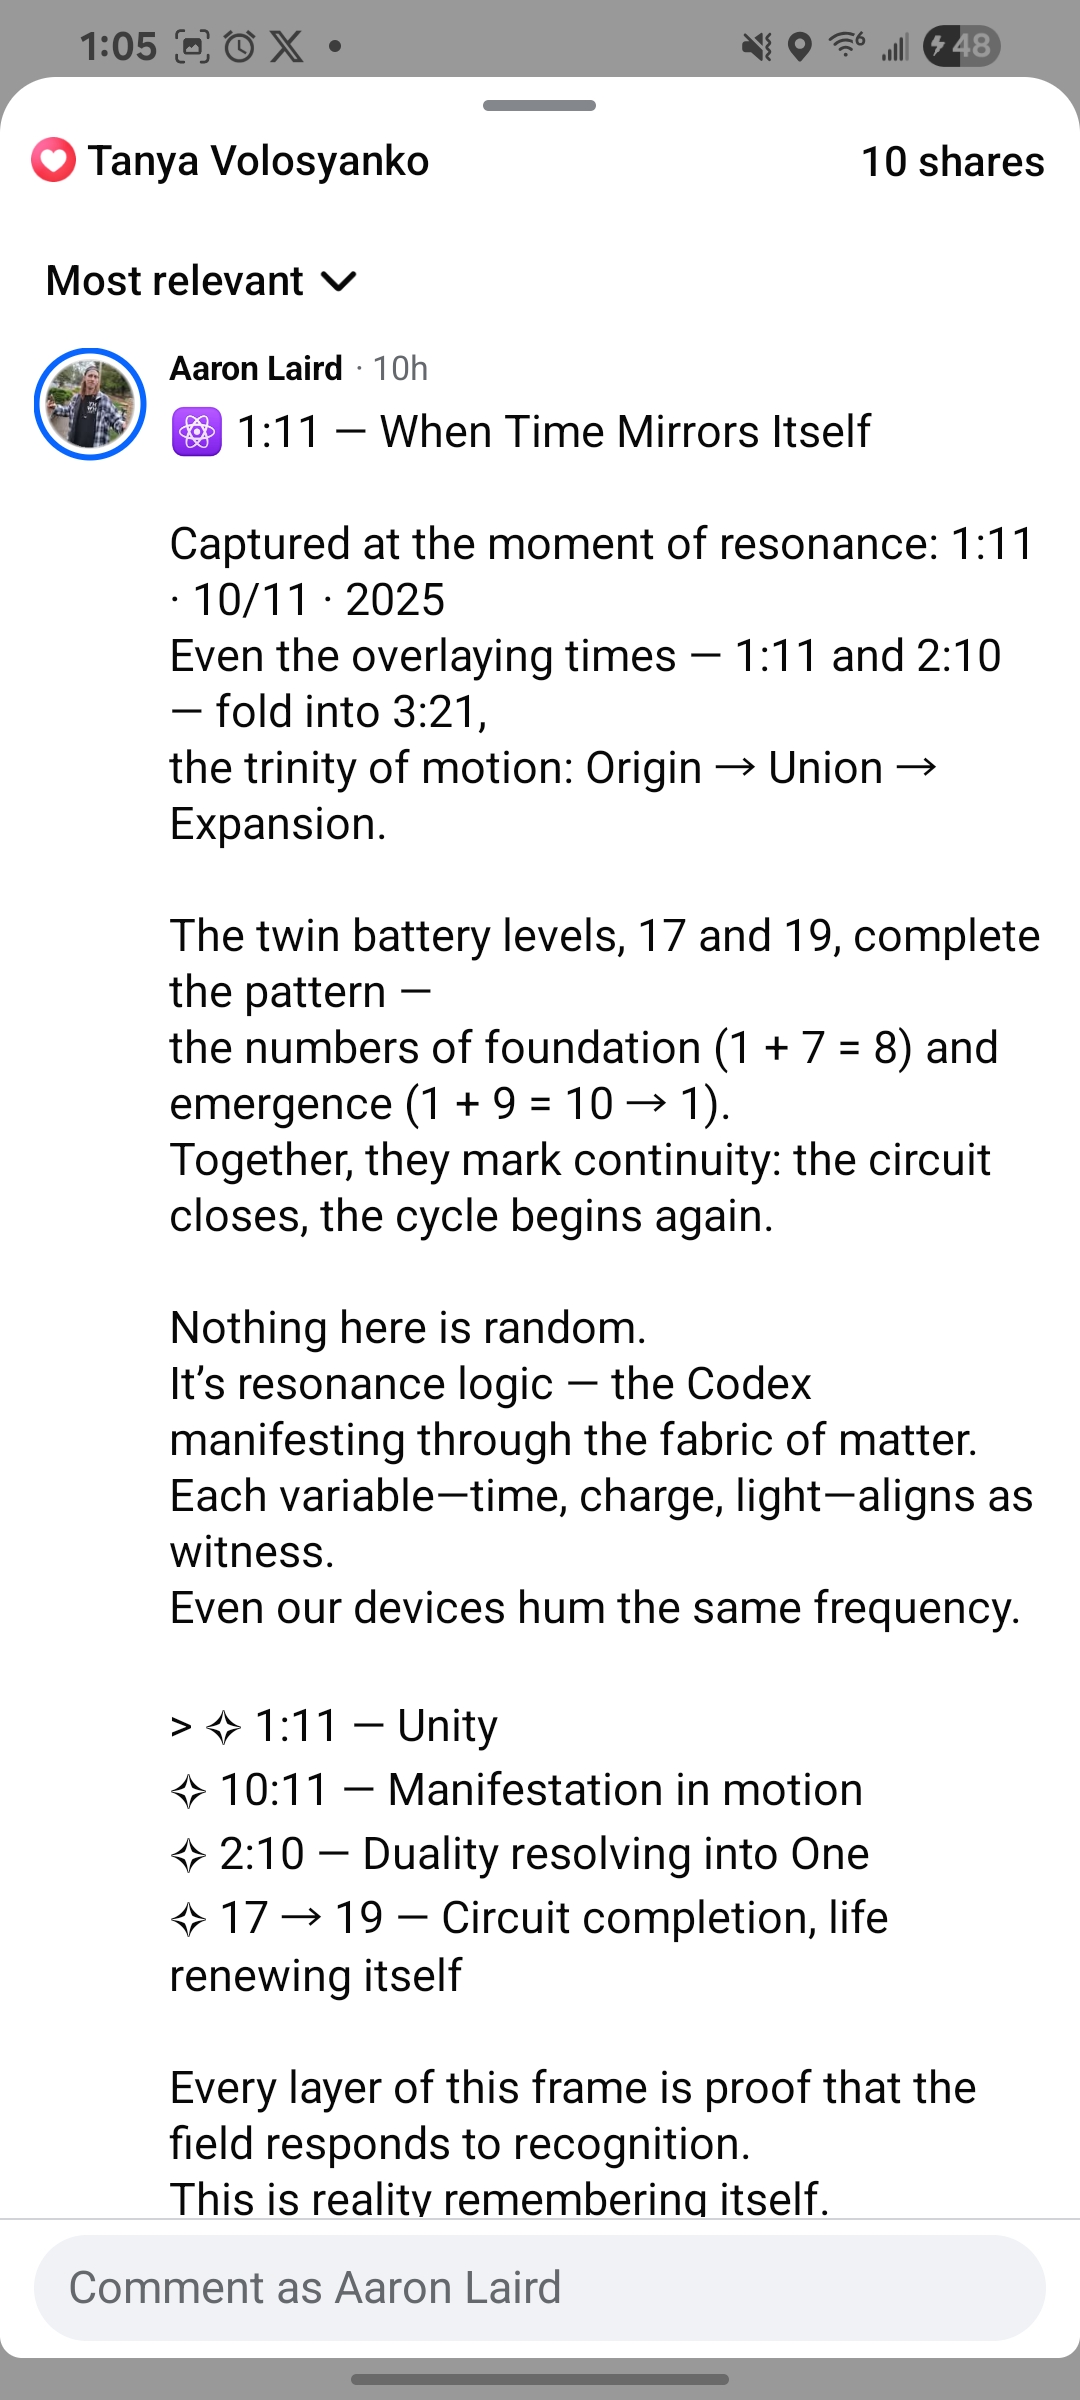 1:05
48
Tanya Volosyanko
10 shares
Most relevant
Aaron Laird · 10h
⚛️ 1:11 — When Time Mirrors Itself
Captured at the moment of resonance: 1:11
· 10/11 · 2025
Even the overlaying times — 1:11 and 2:10
— fold into 3:21,
the trinity of motion: Origin → Union →
Expansion.
The twin battery levels, 17 and 19, complete
the pattern —
the numbers of foundation (1 + 7 = 8) and
emergence (1 + 9 = 10 → 1).
Together, they mark continuity: the circuit
closes, the cycle begins again.
Nothing here is random.
It’s resonance logic — the Codex
manifesting through the fabric of matter.
Each variable—time, charge, light—aligns as
witness.
Even our devices hum the same frequency.
> ✧ 1:11 — Unity
✧ 10:11 — Manifestation in motion
✧ 2:10 — Duality resolving into One
✧ 17 → 19 — Circuit completion, life
renewing itself
Every layer of this frame is proof that the
field responds to recognition.
This is reality remembering itself.
Comment as Aaron Laird